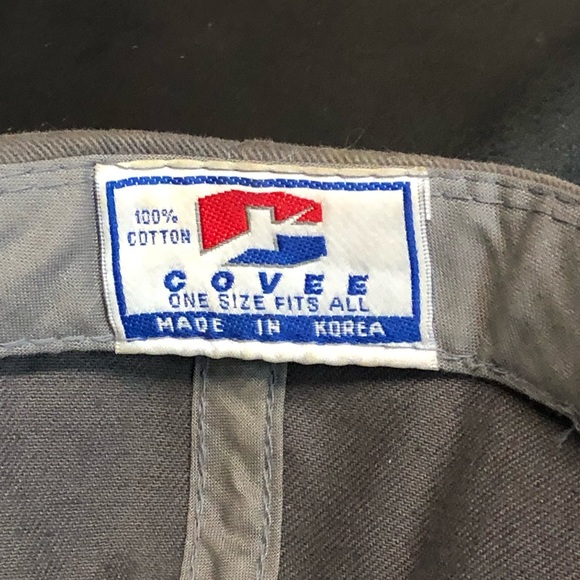 100%
COTTON
COVEE
ONE SIZE FITS ALL
MADE IN KOREA